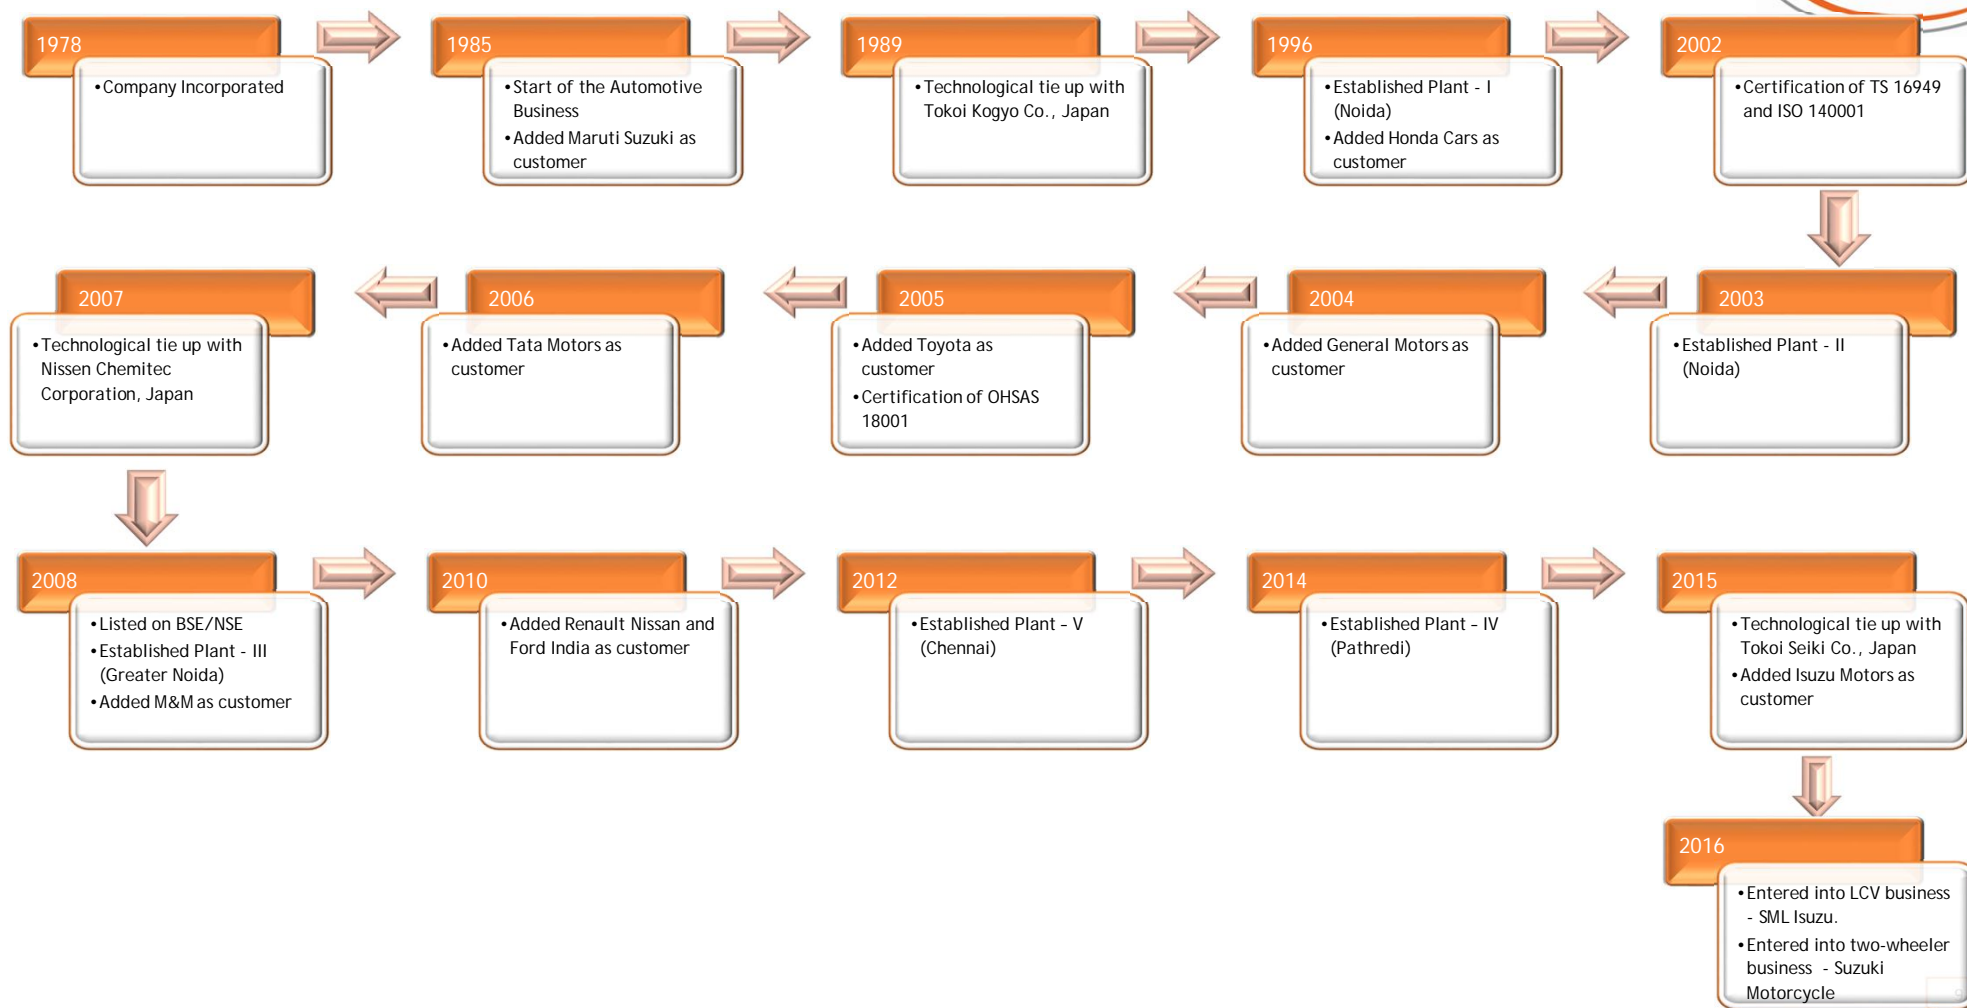 1978
• Company Incorporated
1985
• Start of the Automotive
Business
• Added Maruti Suzuki as
customer
1989
• Technological tie up with
Tokoi Kogyo Co., Japan
1996
• Established Plant - I
(Noida)
• Added Honda Cars as
customer
2002
• Certification of TS 16949
and ISO 140001
2003
• Established Plant - II
(Noida)
2004
• Added General Motors as
customer
2005
• Added Toyota as
customer
• Certification of OHSAS
18001
2006
• Added Tata Motors as
customer
2007
• Technological tie up with
Nissen Chemitec
Corporation, Japan
2008
• Listed on BSE/NSE
• Established Plant - III
(Greater Noida)
• Added M&M as customer
2010
• Added Renault Nissan and
Ford India as customer
2012
• Established Plant – V
(Chennai)
2014
• Established Plant – IV
(Pathredi)
2015
• Technological tie up with
Tokoi Seiki Co., Japan
• Added Isuzu Motors as
customer
2016
• Entered into LCV business
- SML Isuzu.
• Entered into two-wheeler
business - Suzuki
Motorcycle